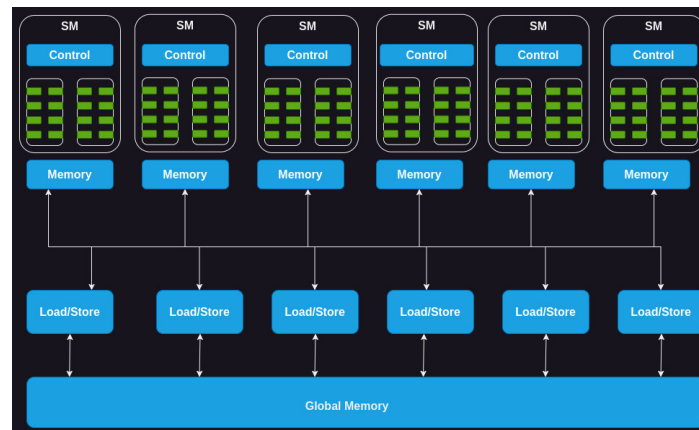 SM SM SM SM SM SM
Control Control Control Control Control Control
Memory Memory Memory Memory Memory Memory
Load/Store Load/Store Load/Store Load/Store Load/Store Load/Store
Global Memory